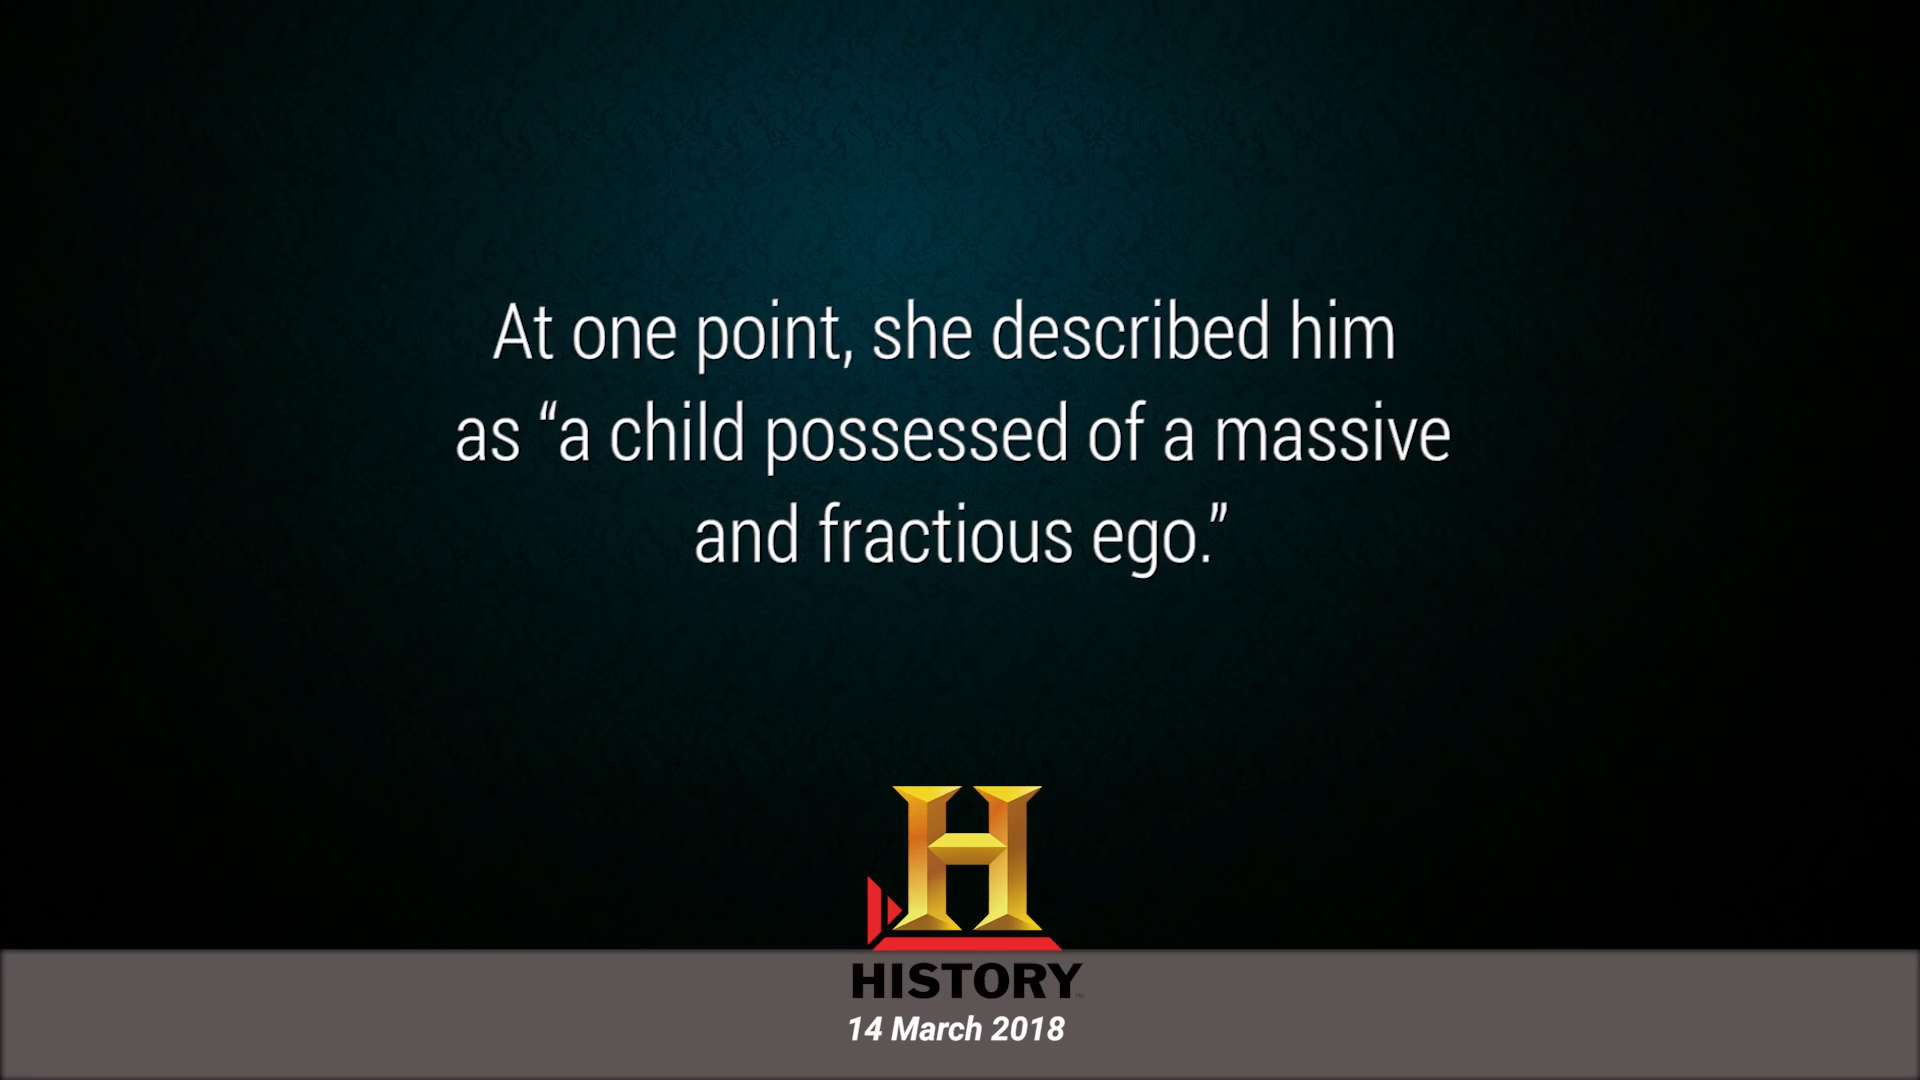 At one point, she described him
as “a child possessed of a massive
and fractious ego.”
H
HISTORY
14 March 2018